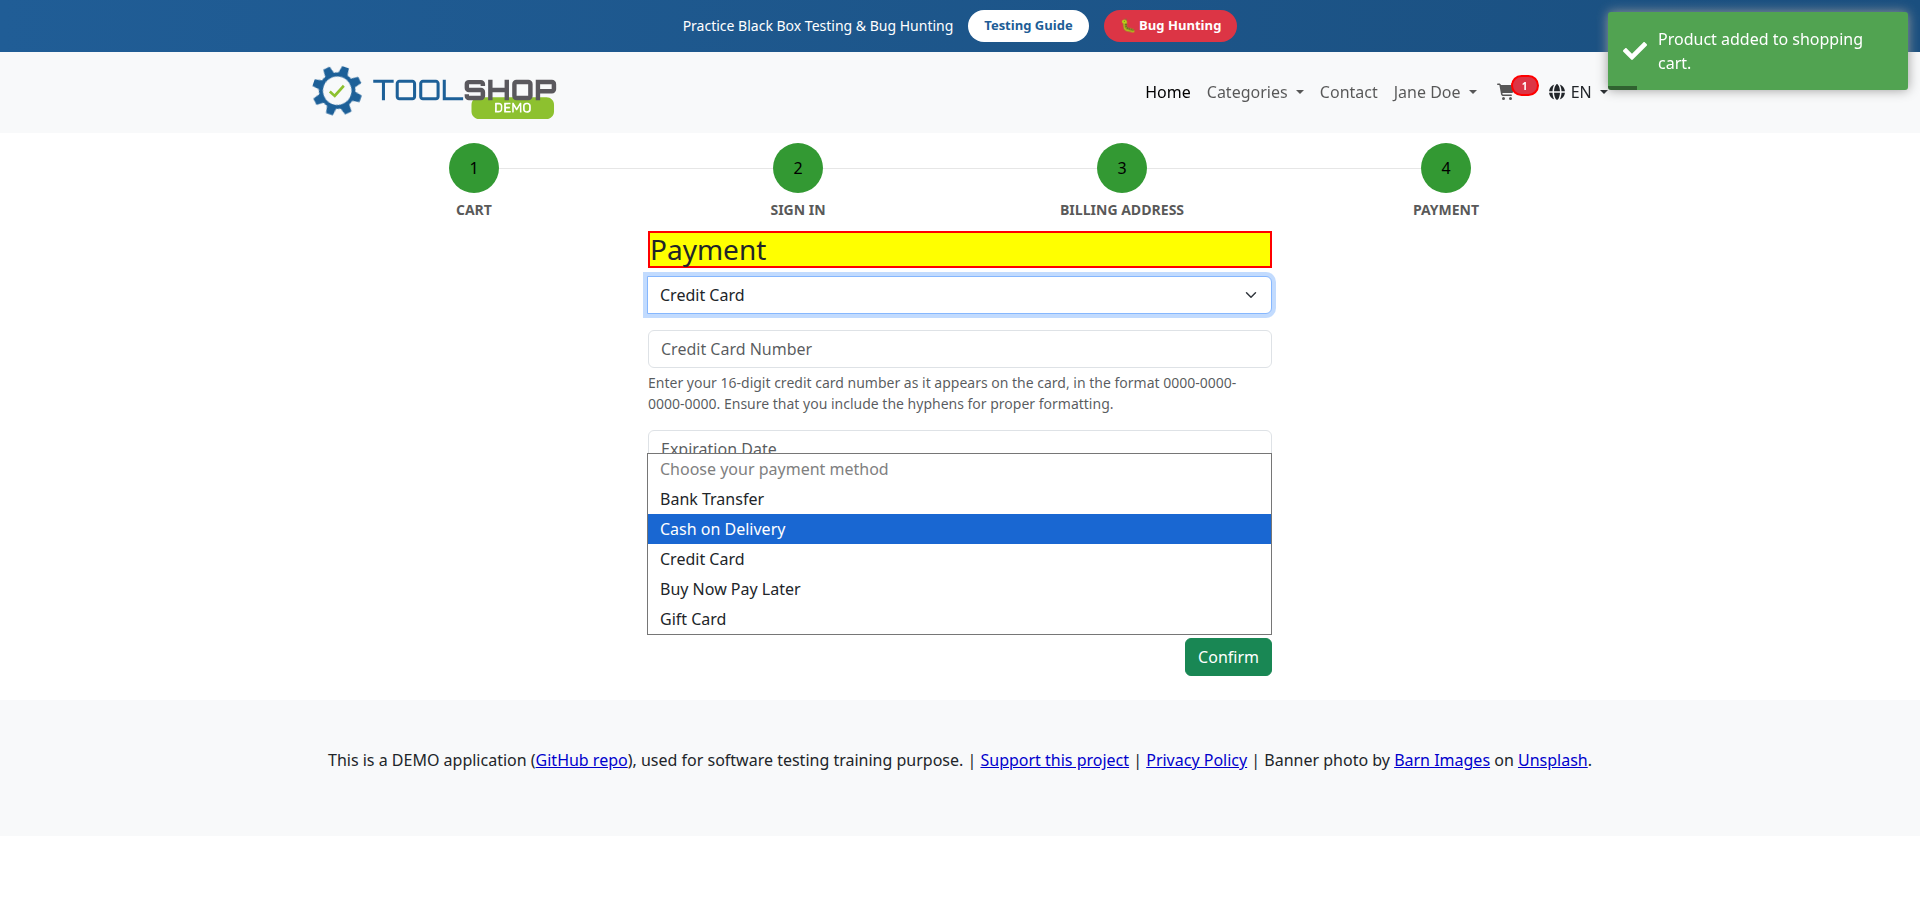 Practice Black Box Testing & Bug Hunting Testing Guide Bug Hunting
Product added to shopping
cart.
TOOLSHOP
DEMO
Home Categories Contact Jane Doe 1 EN
1 2 3 4
CART SIGN IN BILLING ADDRESS PAYMENT
Payment
Credit Card
Credit Card Number
Enter your 16-digit credit card number as it appears on the card, in the format 0000-0000-
0000-0000. Ensure that you include the hyphens for proper formatting.
Expiration Date
Choose your payment method
Bank Transfer
Cash on Delivery
Credit Card
Buy Now Pay Later
Gift Card
Confirm
This is a DEMO application (GitHub repo), used for software testing training purpose. | Support this project | Privacy Policy | Banner photo by Barn Images on Unsplash.